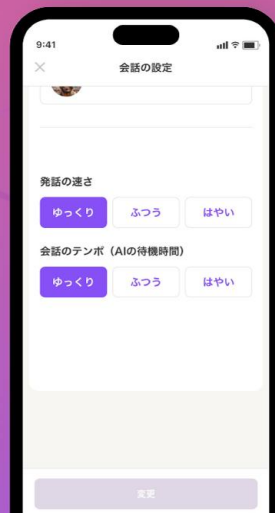 9:41
会話の設定
発話の速さ
ゆっくり ふつう はやい
会話のテンポ（AIの待機時間）
ゆっくり ふつう はやい
変更